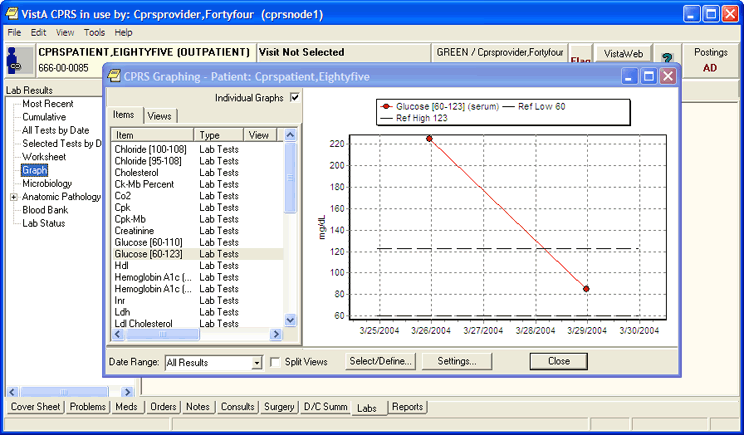 VistA CPRS in use by: Cprsprovider,Fortyfour (cprsnode1)
File Edit View Tools Help
CPRSPATIENT,EIGHTYFIVE (OUTPATIENT) Visit Not Selected GREEN / Cprsprovider,Fortyfour Flag VistaWeb ? Postings
666-00-0085 AD
CPRS Graphing - Patient: Cprspatient,Eightyfive
Lab Results
Most Recent
Cumulative
All Tests by Date
Selected Tests by D
Worksheet
Graph
Microbiology
Anatomic Pathology
Blood Bank
Lab Status
Individual Graphs
Items Views
Item Type View
Chloride [100-108] Lab Tests
Chloride [95-108] Lab Tests
Cholesterol Lab Tests
Ck-Mb Percent Lab Tests
Co2 Lab Tests
Cpk Lab Tests
Cpk-Mb Lab Tests
Creatinine Lab Tests
Glucose [60-110] Lab Tests
Glucose [60-123] Lab Tests
Hdl Lab Tests
Hemoglobin A1c (... Lab Tests
Hemoglobin A1c (... Lab Tests
Inr Lab Tests
Ldh Lab Tests
Ldl Cholesterol Lab Tests
Glucose [60-123] (serum) Ref Low 60
Ref High 123
220
200
180
160
140
120
100
80
60
mg/dL
3/25/2004 3/26/2004 3/27/2004 3/28/2004 3/29/2004 3/30/2004
Date Range: All Results Split Views Select/Define... Settings... Close
Cover Sheet Problems Meds Orders Notes Consults Surgery D/C Summ Labs Reports